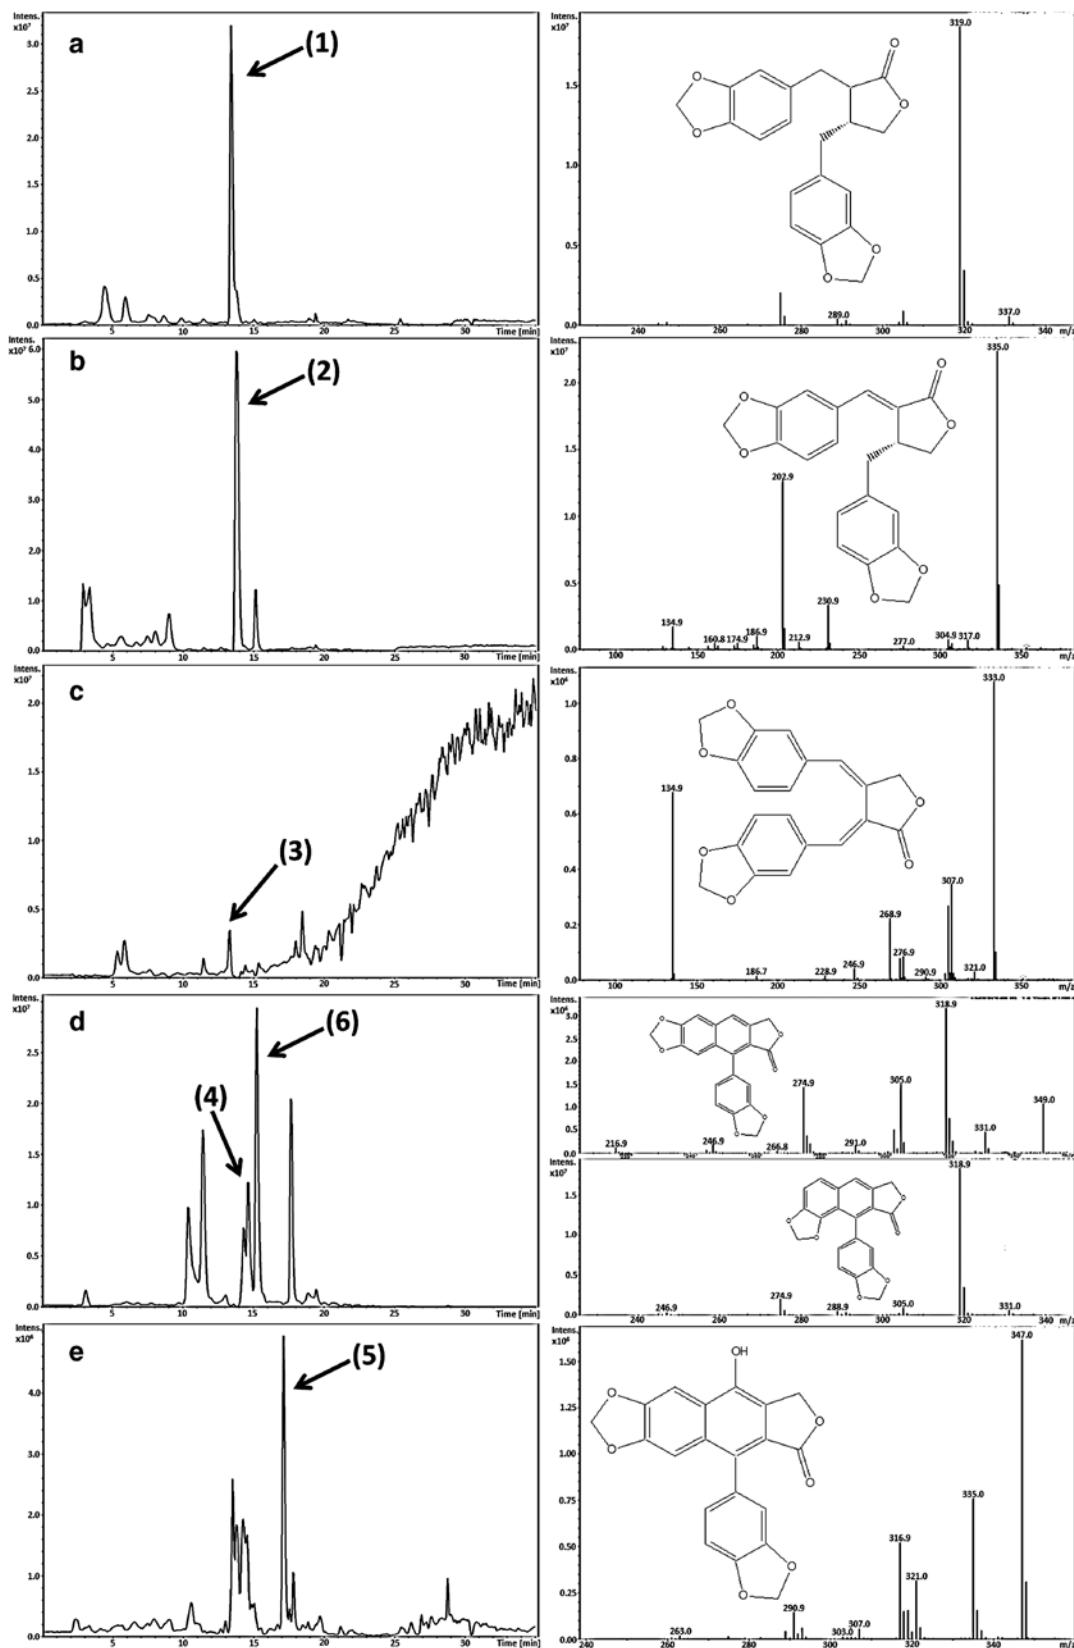 a
Intens.
x10⁷
3.0
2.5
2.0
1.5
1.0
0.5
0.0
(1)
5 10 15 20 25 30 Time [min]
Intens.
x10⁷
1.5
1.0
0.5
0.0
319.0
289.0
337.0
O
O
O
O
O
O
240 260 280 300 320 340 m/z
b
Intens.
x10⁷
6.0
5.0
4.0
3.0
2.0
1.0
0.0
(2)
5 10 15 20 25 30 Time [min]
Intens.
x10⁷
2.0
1.5
1.0
0.5
0.0
335.0
202.9
230.9
134.9
160.8
174.9
186.9
212.9
277.0
304.9
317.0
O
O
O
O
O
O
100 150 200 250 300 350 m/z
c
Intens.
x10⁷
2.0
1.5
1.0
0.5
0.0
(3)
5 10 15 20 25 30 Time [min]
Intens.
x10⁶
1.0
0.8
0.6
0.4
0.2
0.0
333.0
134.9
307.0
268.9
276.9
246.9
186.7
228.9
290.9
321.0
O
O
O
O
O
O
100 150 200 250 300 350 m/z
d
Intens.
x10⁷
2.5
2.0
1.5
1.0
0.5
0.0
(6)
(4)
5 10 15 20 25 30 Time [min]
Intens.
x10⁶
3.0
2.5
2.0
1.5
1.0
0.5
0.0
318.9
274.9
305.0
349.0
331.0
216.9
246.9
266.8
291.0
O
O
O
O
O
O
Intens.
x10⁷
1.5
1.0
0.5
0.0
318.9
274.9
246.9
288.9
305.0
331.0
O
O
O
O
O
O
240 260 280 300 320 340 m/z
e
Intens.
x10⁶
4.0
3.0
2.0
1.0
0.0
(5)
5 10 15 20 25 30 Time [min]
Intens.
x10⁶
1.50
1.25
1.00
0.75
0.50
0.25
0.00
347.0
335.0
316.9
321.0
290.9
307.0
303.0
263.0
OH
O
O
O
O
O
O
240 260 280 300 320 340 m/z